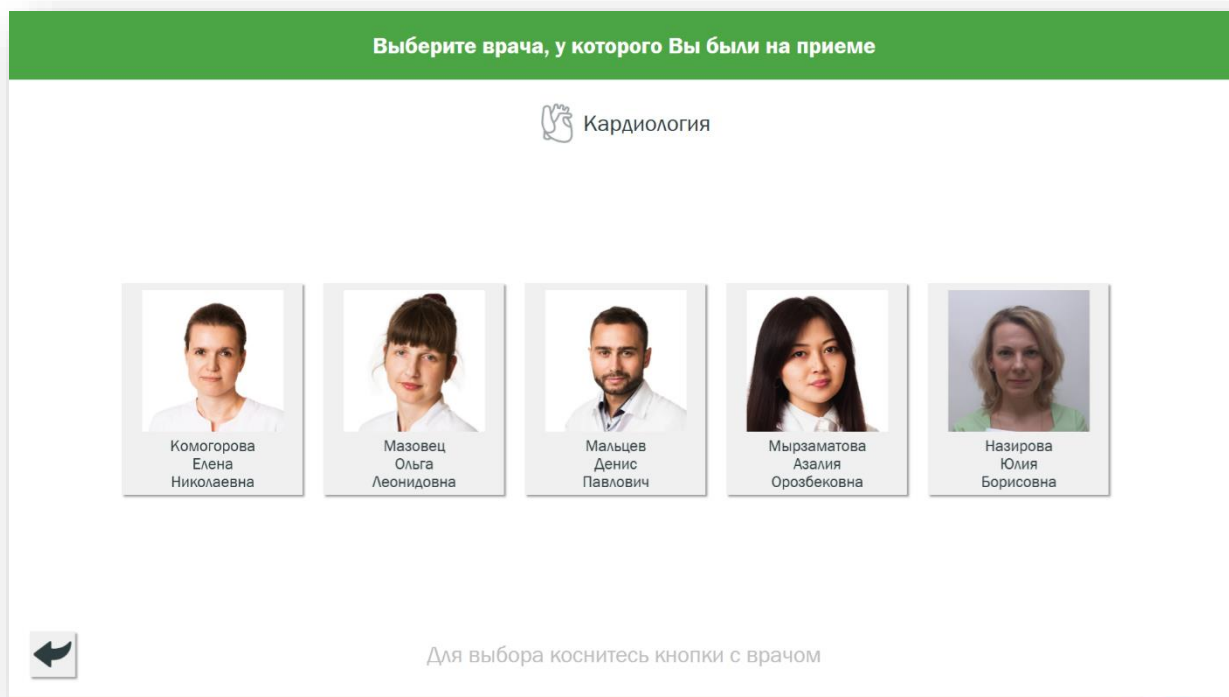 Выберите врача, у которого Вы были на приеме
Кардиология
Комогорова
Елена
Николаевна
Мазовец
Ольга
Леонидовна
Мальцев
Денис
Павлович
Мырзаматова
Азалия
Орозбековна
Назирова
Юлия
Борисовна
Для выбора коснитесь кнопки с врачом